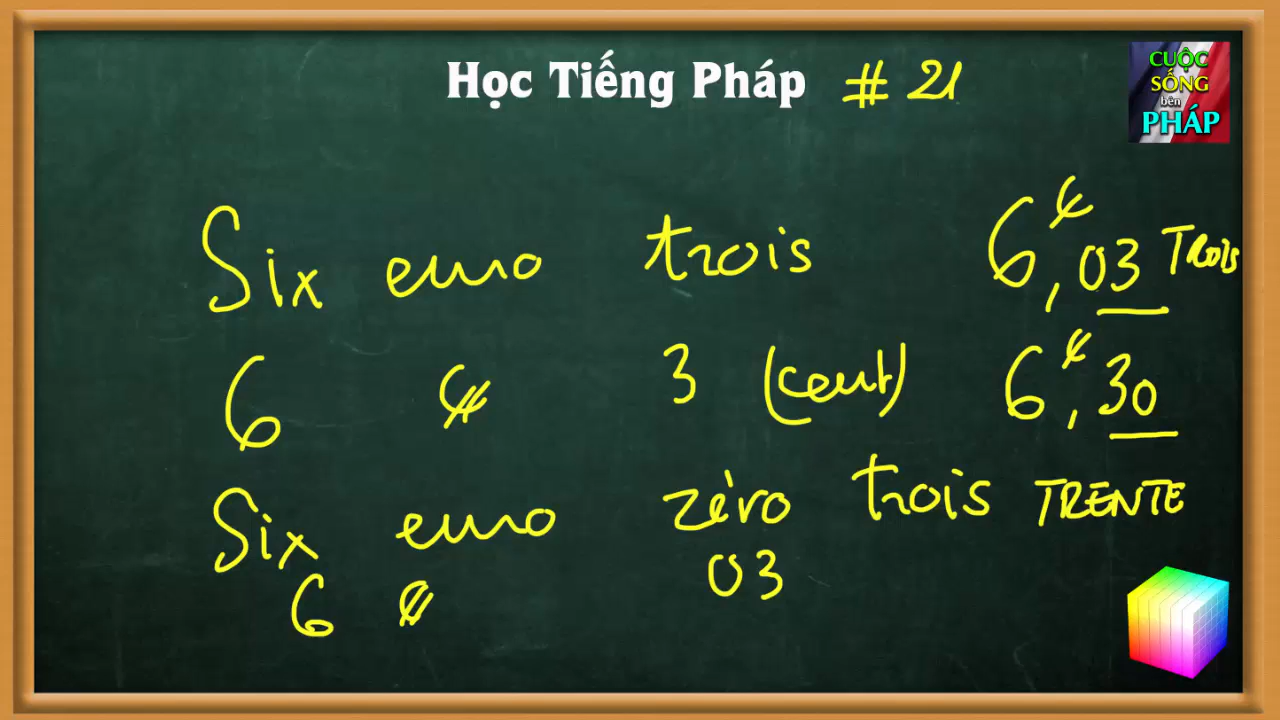 Học Tiếng Pháp # 21
CUỘC
SỐNG
bên
PHÁP
Six euro trois 6€,03 TROIS
6 € 3 (cent) 6€,30
Six euro zéro trois TRENTE
6 € 03